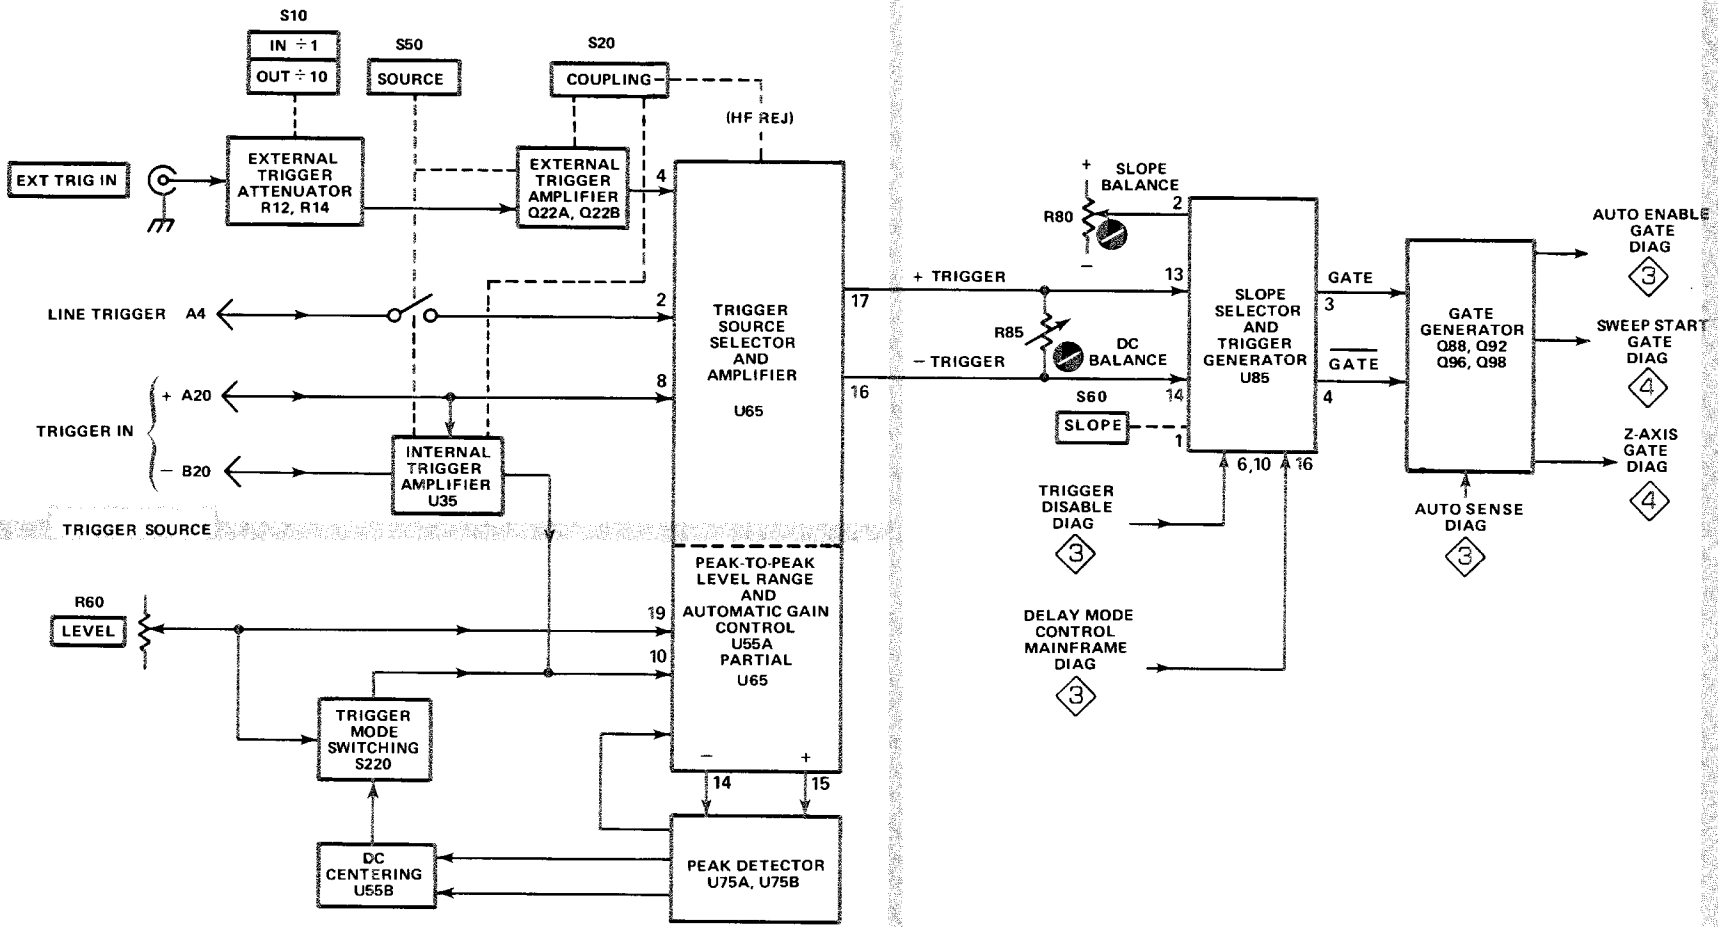 S10
IN ÷ 1
OUT ÷ 10
S50
SOURCE
S20
COUPLING
(HF REJ)
EXT TRIG IN
EXTERNAL
TRIGGER
ATTENUATOR
R12, R14
EXTERNAL
TRIGGER
AMPLIFIER
Q22A, Q22B
4
LINE TRIGGER A4
2
TRIGGER IN
+ A20
8
− B20
INTERNAL
TRIGGER
AMPLIFIER
U35
TRIGGER SOURCE
TRIGGER
SOURCE
SELECTOR
AND
AMPLIFIER
U65
17
16
+ TRIGGER
− TRIGGER
R85
DC
BALANCE
+
SLOPE
BALANCE
R80
−
2
13
14
S60
SLOPE
1
SLOPE
SELECTOR
AND
TRIGGER
GENERATOR
U85
6,10
16
GATE
3
GATE
4
GATE
GENERATOR
Q88, Q92
Q96, Q98
AUTO ENABLE
GATE
DIAG
3
SWEEP START
GATE
DIAG
4
Z-AXIS
GATE
DIAG
4
AUTO SENSE
DIAG
3
TRIGGER
DISABLE
DIAG
3
DELAY MODE
CONTROL
MAINFRAME
DIAG
3
R60
LEVEL
19
10
PEAK-TO-PEAK
LEVEL RANGE
AND
AUTOMATIC GAIN
CONTROL
U55A
PARTIAL
U65
− +
14
15
TRIGGER
MODE
SWITCHING
S220
DC
CENTERING
U55B
PEAK DETECTOR
U75A, U75B